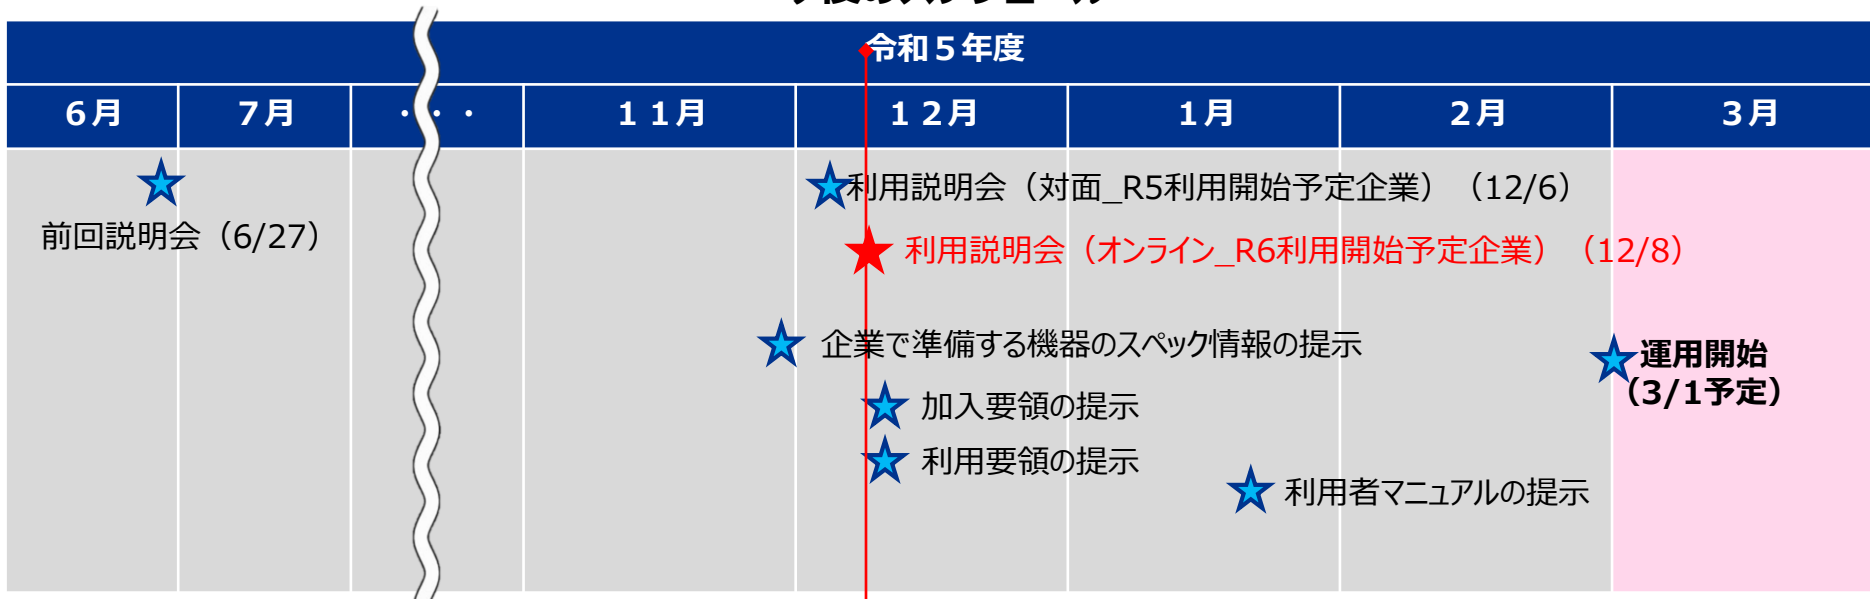 令和５年度
６月
７月
・・・
１１月
１２月
１月
２月
３月
利用説明会（対面_R5利用開始予定企業）（12/6）
前回説明会（6/27）
利用説明会（オンライン_R6利用開始予定企業）（12/8）
企業で準備する機器のスペック情報の提示
運用開始
（3/1予定）
加入要領の提示
利用要領の提示
利用者マニュアルの提示